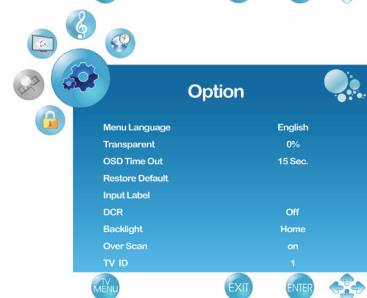 Option
Menu Language English
Transparent 0%
OSD Time Out 15 Sec.
Restore Default
Input Label
DCR Off
Backlight Home
Over Scan on
TV ID 1
TV
MENU EXIT ENTER